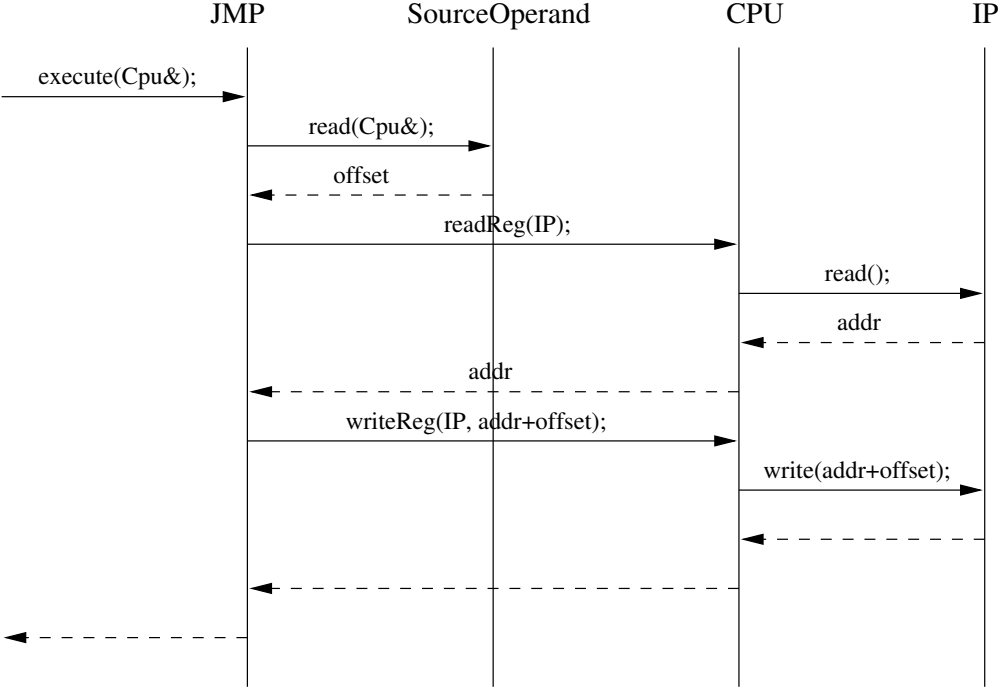 JMP SourceOperand CPU IP
execute(Cpu&);
read(Cpu&);
offset
readReg(IP);
read();
addr
addr
writeReg(IP, addr+offset);
write(addr+offset);